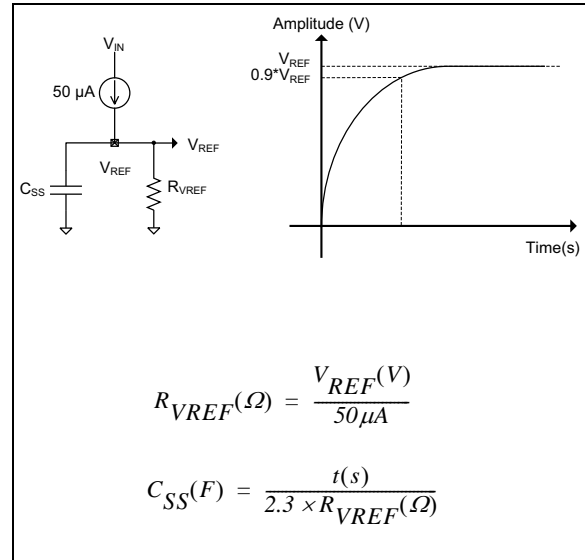 V_IN
50 µA
V_REF
V_REF
C_SS
R_VREF
Amplitude (V)
V_REF
0.9*V_REF
Time(s)
R_VREF(Ω) = V_REF(V) / 50µA
C_SS(F) = t(s) / 2.3 × R_VREF(Ω)